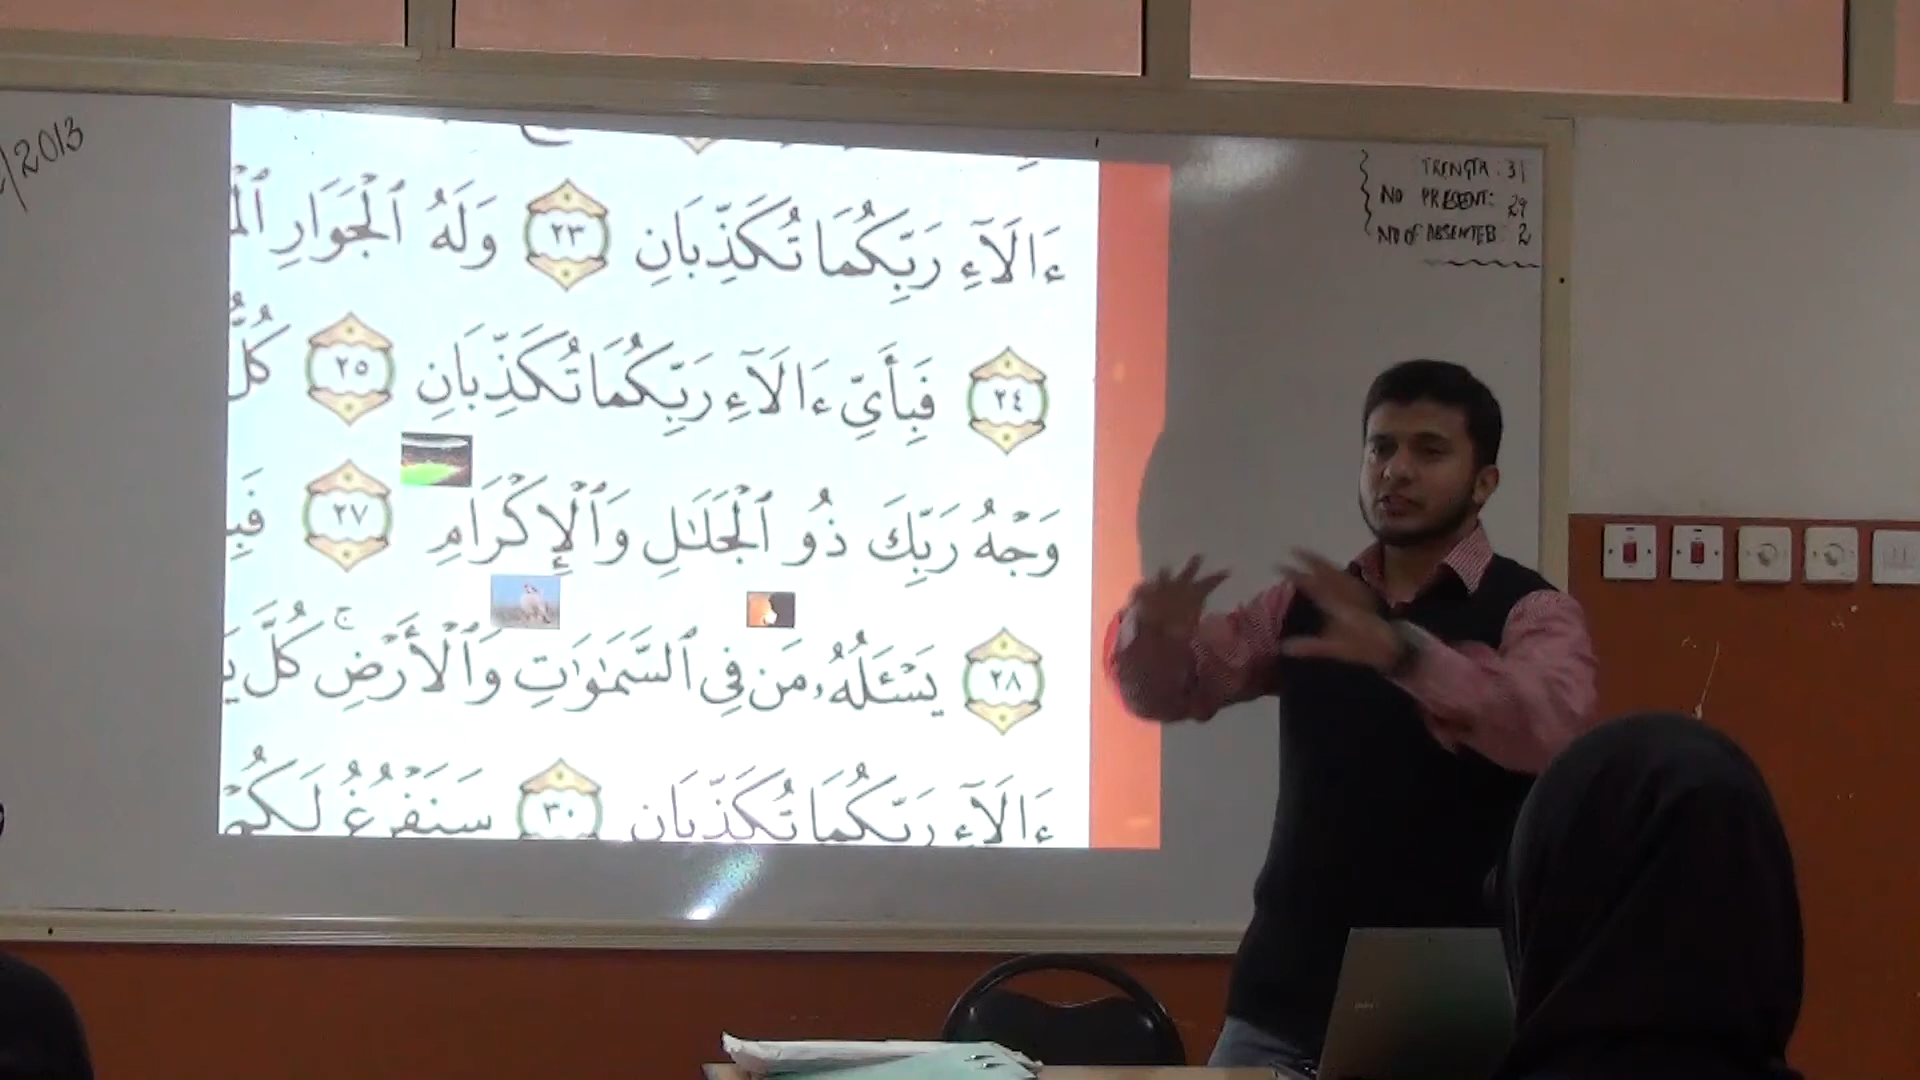 /2013
TRENGTH : 31
NO PRESENT: 29
NO OF ABSENTEES : 2
ءَالَآءِ رَبِّكُمَا تُكَذِّبَانِ ٢٣ وَلَهُ ٱلْجَوَارِ
٢٤ فَبِأَىِّ ءَالَآءِ رَبِّكُمَا تُكَذِّبَانِ ٢٥ كُلُّ
وَجْهُ رَبِّكَ ذُو ٱلْجَلَـٰلِ وَٱلْإِكْرَامِ ٢٧
٢٨ يَسْـَٔلُهُۥ مَن فِى ٱلسَّمَـٰوَٰتِ وَٱلْأَرْضِ ۚ كُلَّ
ءَالَآءِ رَبِّكُمَا تُكَذِّبَانِ ٣٠ سَنَفْرُغُ لَكُمْ